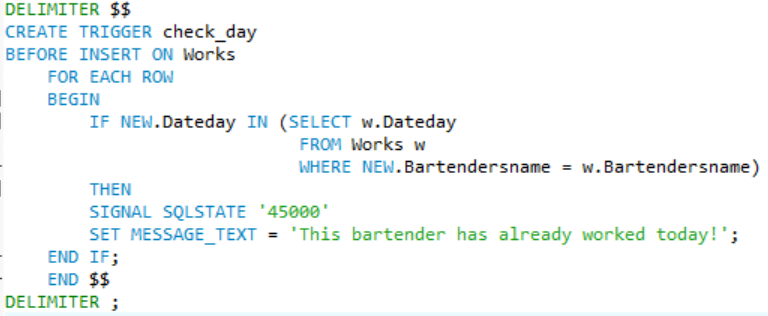 DELIMITER $$
CREATE TRIGGER check_day
BEFORE INSERT ON Works
FOR EACH ROW
BEGIN
IF NEW.Dateday IN (SELECT w.Dateday
FROM Works w
WHERE NEW.Bartendersname = w.Bartendersname)
THEN
SIGNAL SQLSTATE '45000'
SET MESSAGE_TEXT = 'This bartender has already worked today!';
END IF;
END $$
DELIMITER ;